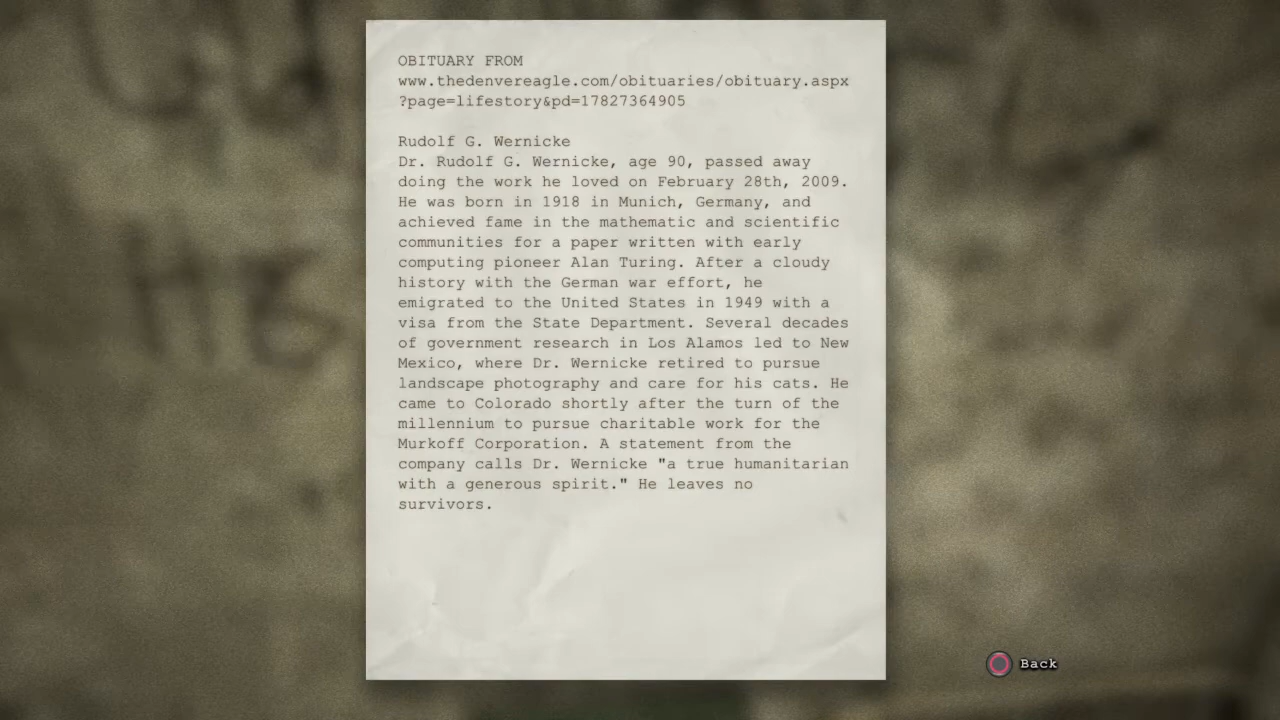 OBITUARY FROM
www.thedenvereagle.com/obituaries/obituary.aspx
?page=lifestory&pd=17827364905
Rudolf G. Wernicke
Dr. Rudolf G. Wernicke, age 90, passed away
doing the work he loved on February 28th, 2009.
He was born in 1918 in Munich, Germany, and
achieved fame in the mathematic and scientific
communities for a paper written with early
computing pioneer Alan Turing. After a cloudy
history with the German war effort, he
emigrated to the United States in 1949 with a
visa from the State Department. Several decades
of government research in Los Alamos led to New
Mexico, where Dr. Wernicke retired to pursue
landscape photography and care for his cats. He
came to Colorado shortly after the turn of the
millennium to pursue charitable work for the
Murkoff Corporation. A statement from the
company calls Dr. Wernicke "a true humanitarian
with a generous spirit." He leaves no
survivors.
Back